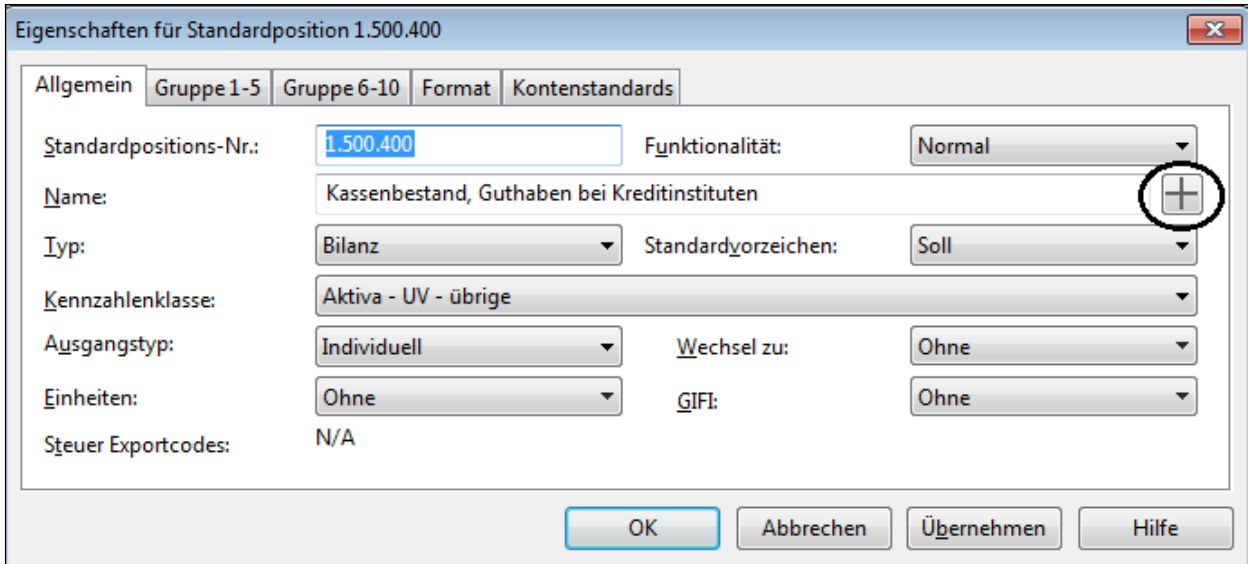 Eigenschaften für Standardposition 1.500.400
Allgemein Gruppe 1-5 Gruppe 6-10 Format Kontenstandards
Standardpositions-Nr.: 1.500.400 Funktionalität: Normal
Name: Kassenbestand, Guthaben bei Kreditinstituten
Typ: Bilanz Standardvorzeichen: Soll
Kennzahlenklasse: Aktiva - UV - übrige
Ausgangstyp: Individuell Wechsel zu: Ohne
Einheiten: Ohne GIFI: Ohne
Steuer Exportcodes: N/A
OK Abbrechen Übernehmen Hilfe